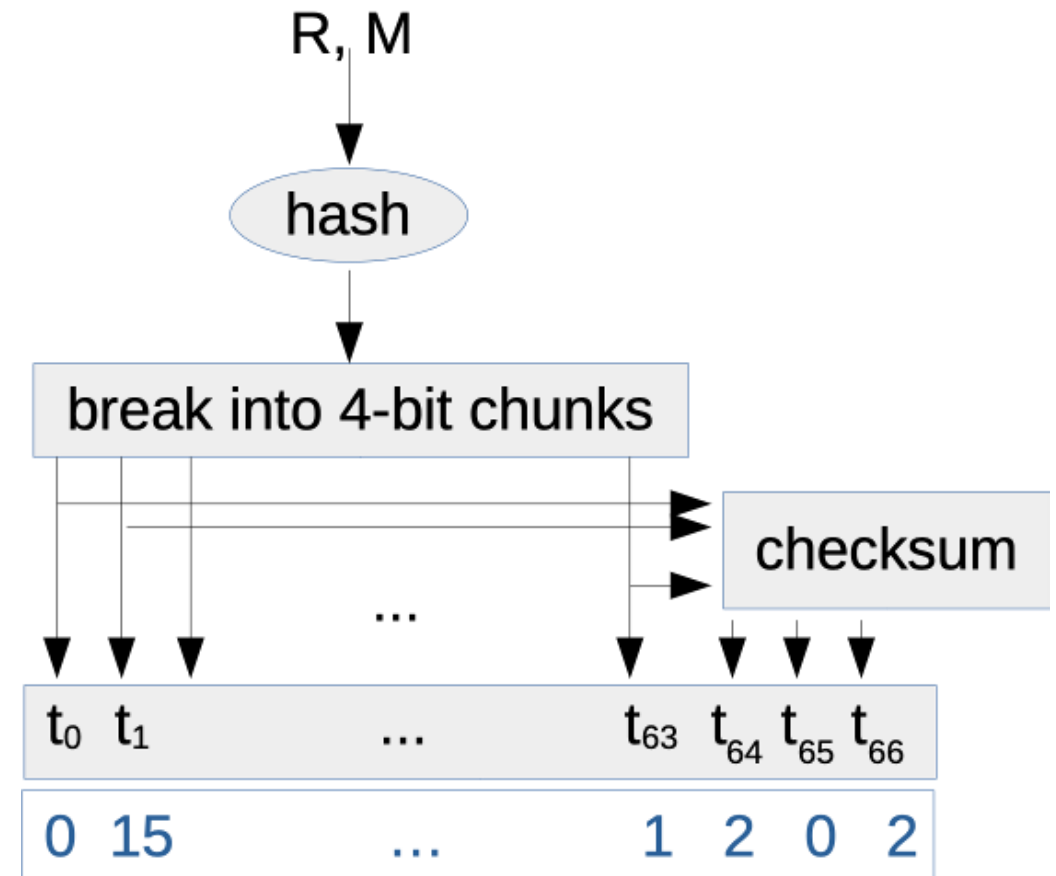 R, M
hash
break into 4-bit chunks
checksum
...
t0 t1 ... t63 t64 t65 t66
0 15 ... 1 2 0 2